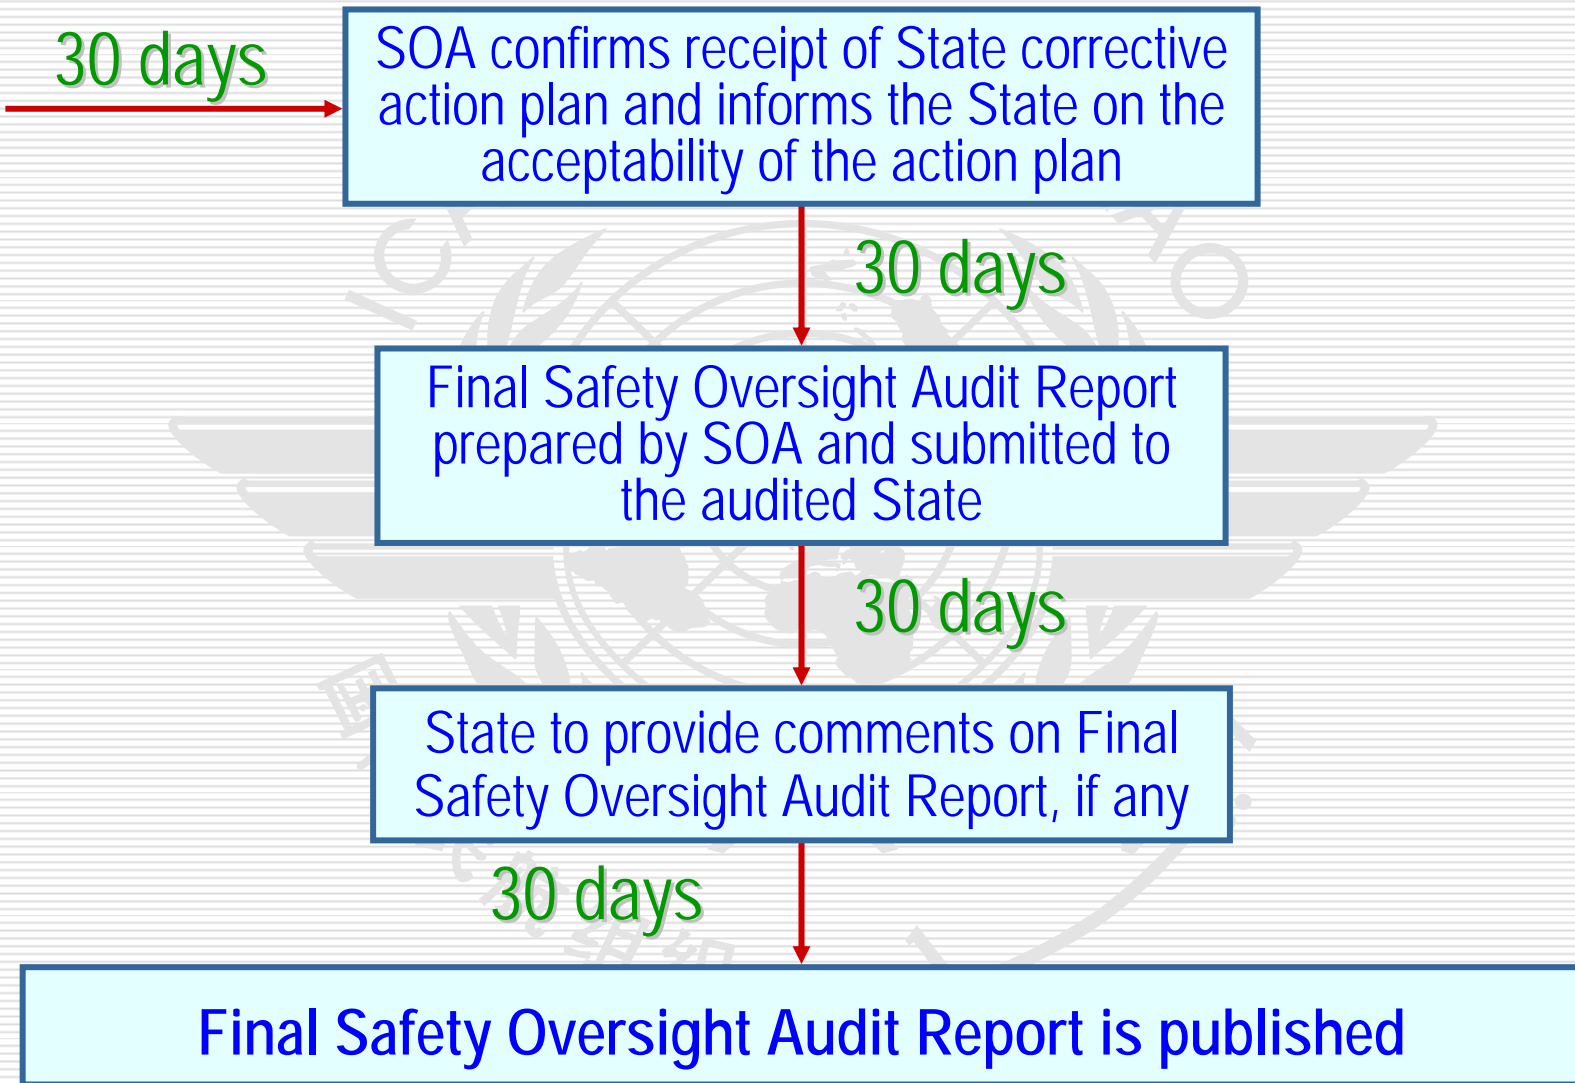 30 days
SOA confirms receipt of State corrective
action plan and informs the State on the
acceptability of the action plan
30 days
Final Safety Oversight Audit Report
prepared by SOA and submitted to
the audited State
30 days
State to provide comments on Final
Safety Oversight Audit Report, if any
30 days
Final Safety Oversight Audit Report is published